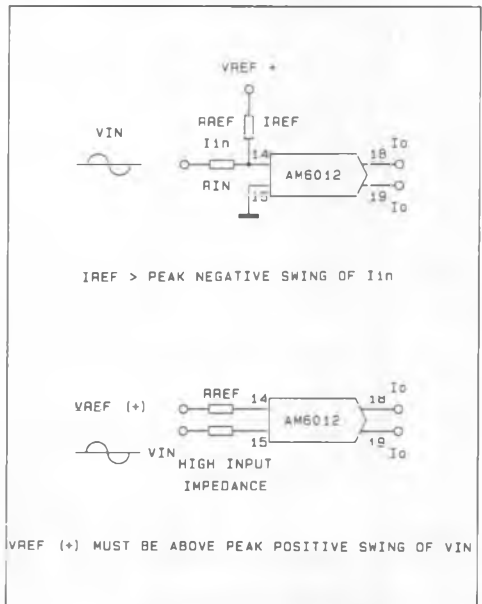 VREF +
RREF IREF
VIN
Iin
14
18 Io
AM6012
RIN
15
19
Io
IREF > PEAK NEGATIVE SWING OF Iin
RREF
14
18
Io
VREF (+)
AM6012
15
19
VIN
Io
HIGH INPUT
IMPEDANCE
VREF (+) MUST BE ABOVE PEAK POSITIVE SWING OF VIN